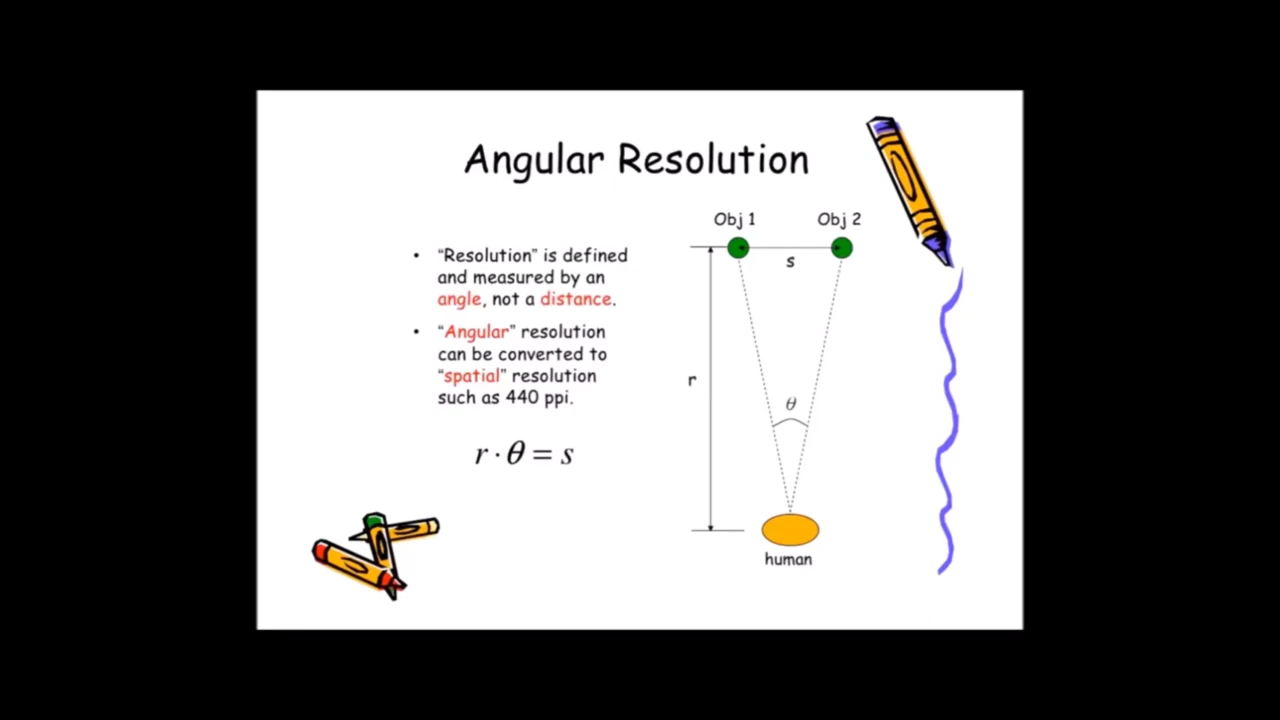 Angular Resolution
• “Resolution” is defined
and measured by an
angle, not a distance.
• “Angular” resolution
can be converted to
“spatial” resolution
such as 440 ppi.
r · θ = s
Obj 1 Obj 2
s
r
θ
human